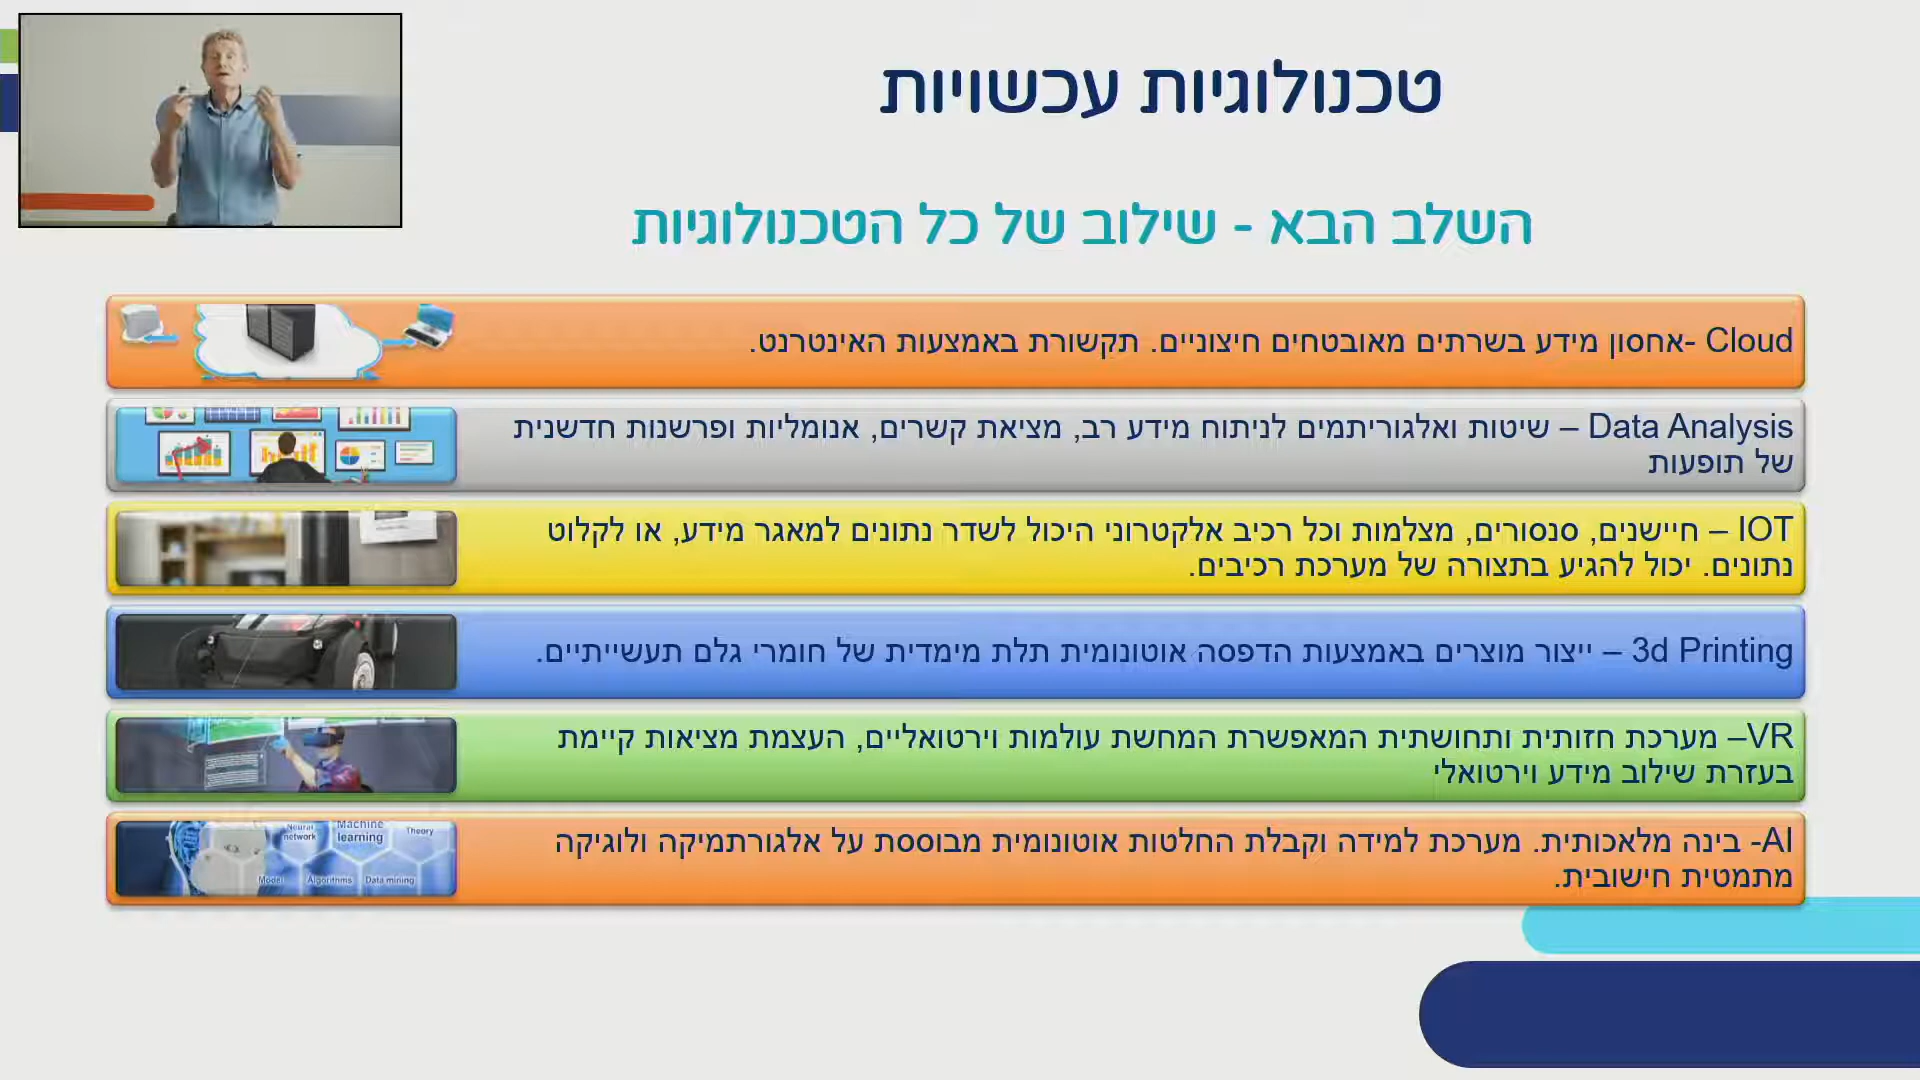 טכנולוגיות עכשויות
השלב הבא - שילוב של כל הטכנולוגיות
Cloud -אחסון מידע בשרתים מאובטחים חיצוניים. תקשורת באמצעות האינטרנט.
Data Analysis – שיטות ואלגוריתמים לניתוח מידע רב, מציאת קשרים, אנומליות ופרשנות חדשנית
של תופעות
IOT – חיישנים, סנסורים, מצלמות וכל רכיב אלקטרוני היכול לשדר נתונים למאגר מידע, או לקלוט
נתונים. יכול להגיע בתצורה של מערכת רכיבים.
3d Printing – ייצור מוצרים באמצעות הדפסה אוטונומית תלת מימדית של חומרי גלם תעשייתיים.
VR– מערכת חזותית ותחושתית המאפשרת המחשת עולמות וירטואליים, העצמת מציאות קיימת
בעזרת שילוב מידע וירטואלי
AI- בינה מלאכותית. מערכת למידה וקבלת החלטות אוטונומית מבוססת על אלגורתמיקה ולוגיקה
מתמטית חישובית.
Neural
network
Machine
learning
Theory
Model
Algorithms
Data mining